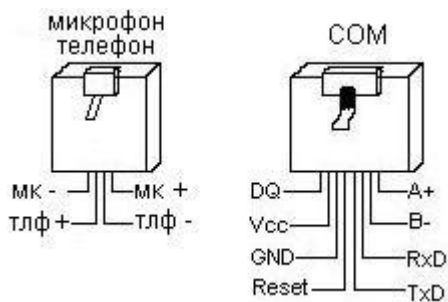 микрофон
телефон
мк -
мк +
тлф +
тлф -
COM
DQ
A+
Vcc
B-
GND
RxD
Reset
TxD